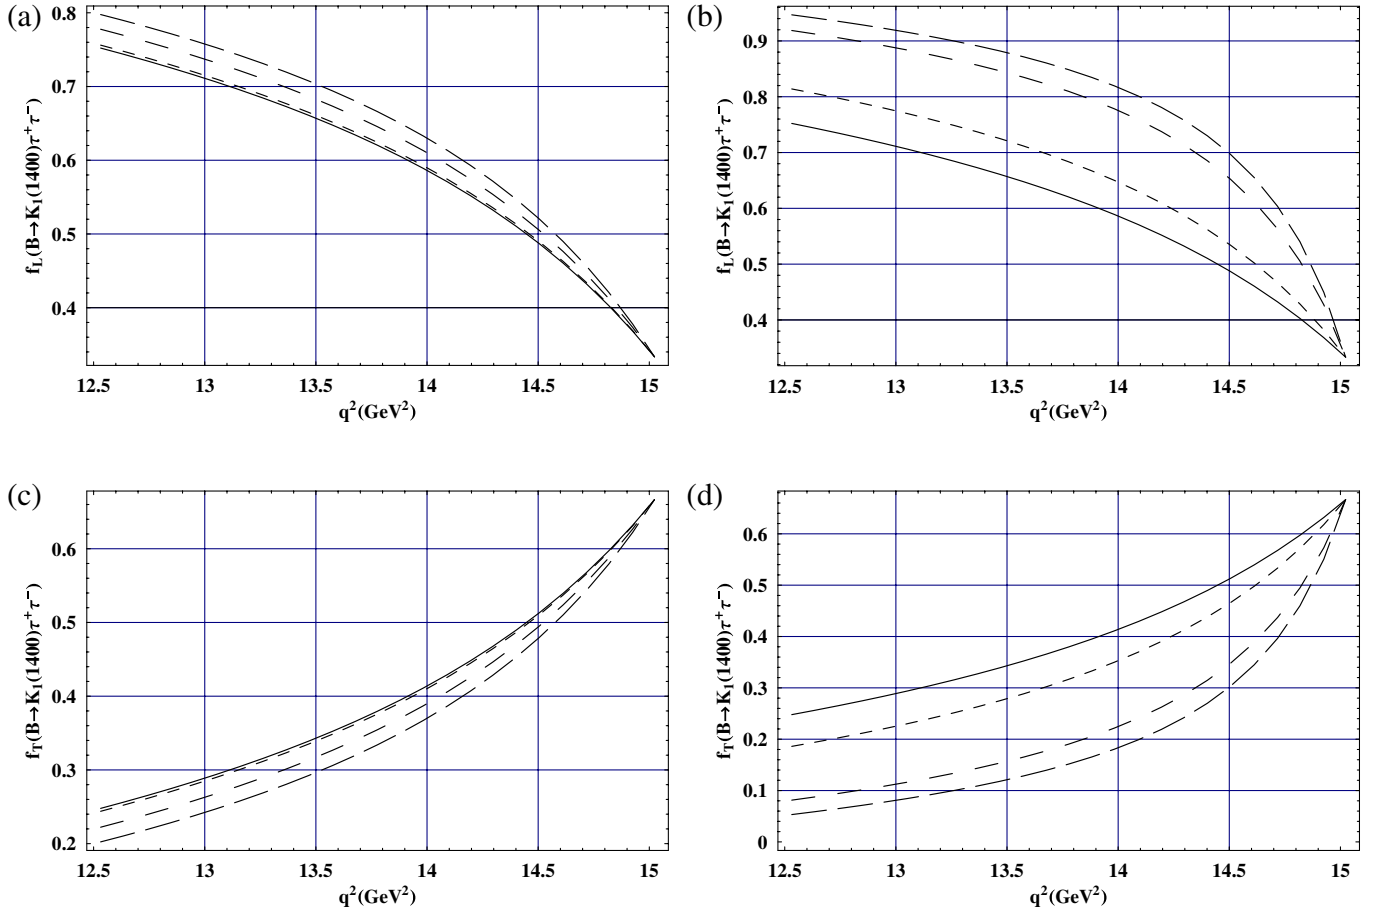 (a)
f_L(B→K_1(1400)τ^+τ^-)
0.8
0.7
0.6
0.5
0.4
12.5 13 13.5 14 14.5 15
q^2(GeV^2)
(b)
f_L(B→K_1(1400)τ^+τ^-)
0.9
0.8
0.7
0.6
0.5
0.4
12.5 13 13.5 14 14.5 15
q^2(GeV^2)
(c)
f_T(B→K_1(1400)τ^+τ^-)
0.6
0.5
0.4
0.3
0.2
12.5 13 13.5 14 14.5 15
q^2(GeV^2)
(d)
f_T(B→K_1(1400)τ^+τ^-)
0.6
0.5
0.4
0.3
0.2
0.1
0
12.5 13 13.5 14 14.5 15
q^2(GeV^2)